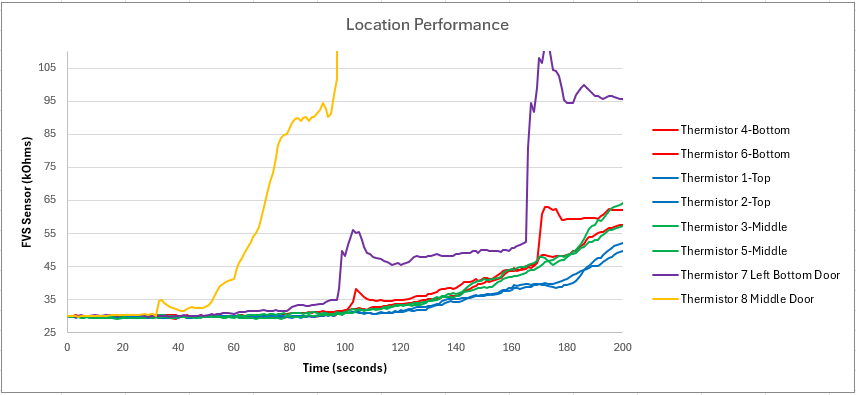 Location Performance
FVS Sensor (kOhms)
105
95
85
75
65
55
45
35
25
0 20 40 60 80 100 120 140 160 180 200
Time (seconds)
Thermistor 4-Bottom
Thermistor 6-Bottom
Thermistor 1-Top
Thermistor 2-Top
Thermistor 3-Middle
Thermistor 5-Middle
Thermistor 7 Left Bottom Door
Thermistor 8 Middle Door